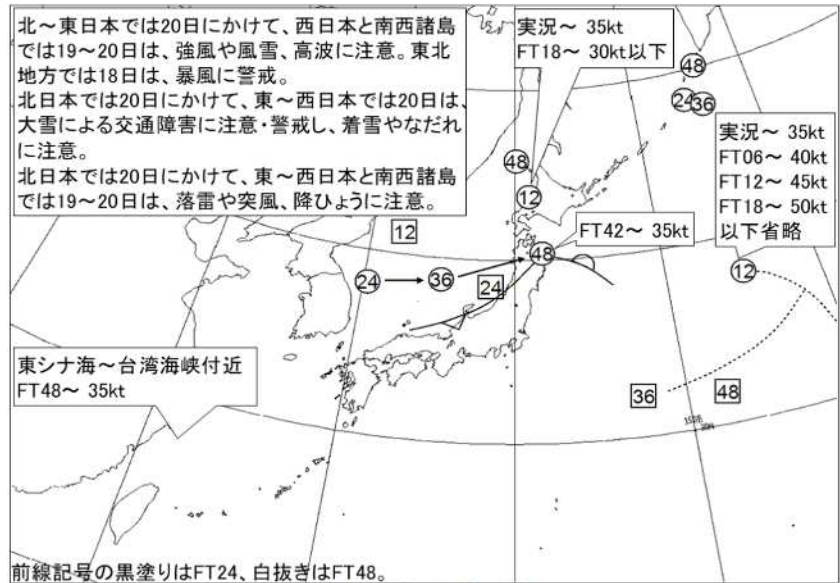 北～東日本では20日にかけて、西日本と南西諸島
では19～20日は、強風や風雪、高波に注意。東北
地方では18日は、暴風に警戒。
北日本では20日にかけて、東～西日本では20日は、
大雪による交通障害に注意・警戒し、着雪やなだれ
に注意。
北日本では20日にかけて、東～西日本と南西諸島
では19～20日は、落雷や突風、降ひょうに注意。
実況～ 35kt
FT18～ 30kt以下
48
24
36
実況～ 35kt
FT06～ 40kt
FT12～ 45kt
FT18～ 50kt
以下省略
48
12
12
FT42～ 35kt
48
12
24
36
24
東シナ海～台湾海峡付近
FT48～ 35kt
36
48
150E
30N
前線記号の黒塗りはFT24、白抜きはFT48。